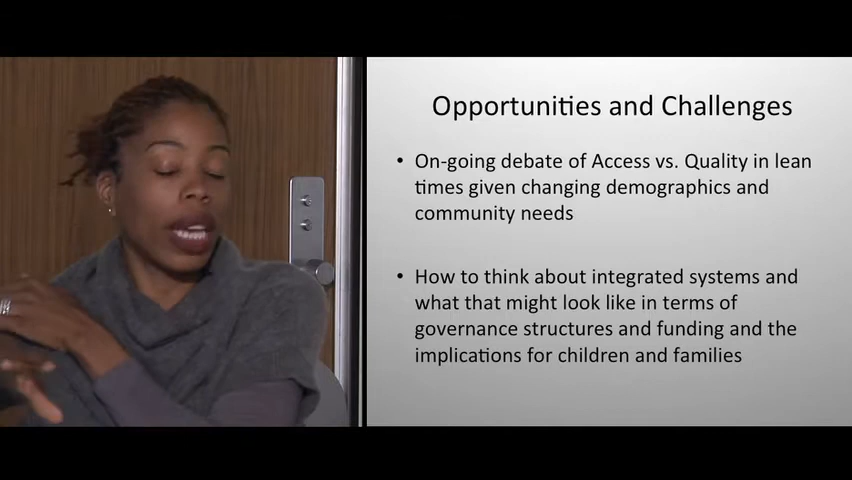 Opportunities and Challenges
• On-going debate of Access vs. Quality in lean
times given changing demographics and
community needs
• How to think about integrated systems and
what that might look like in terms of
governance structures and funding and the
implications for children and families